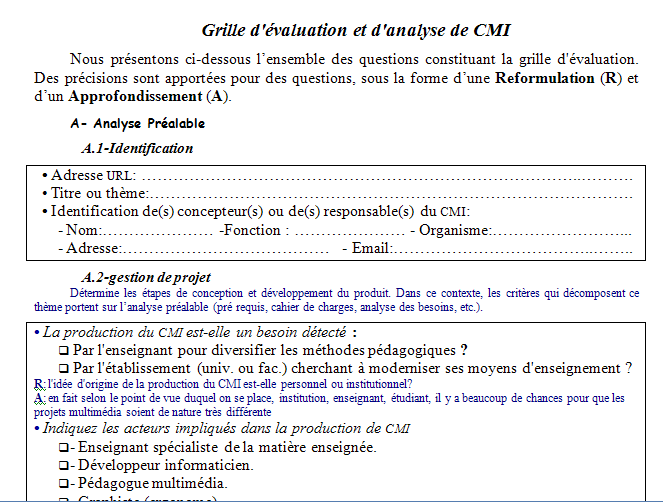 Grille d'évaluation et d'analyse de CMI
Nous présentons ci-dessous l'ensemble des questions constituant la grille d'évaluation.
Des précisions sont apportées pour des questions, sous la forme d'une Reformulation (R) et
d'un Approfondissement (A).
A- Analyse Préalable
A.1-Identification
• Adresse URL: ……………………………………………………………………………
• Titre ou thème:……………………………………………………………………………
• Identification de(s) concepteur(s) ou de(s) responsable(s) du CMI:
- Nom:………………… -Fonction : ………………… - Organisme:……………………...
- Adresse:………………………………… - Email:……………………………………
A.2-gestion de projet
Détermine les étapes de conception et développement du produit. Dans ce contexte, les critères qui décomposent ce
thème portent sur l'analyse préalable (pré requis, cahier de charges, analyse des besoins, etc.).
• La production du CMI est-elle un besoin détecté :
❑ Par l'enseignant pour diversifier les méthodes pédagogiques ?
❑ Par l'établissement (univ. ou fac.) cherchant à moderniser ses moyens d'enseignement ?
R: l'idée d'origine de la production du CMI est-elle personnel ou institutionnel?
A: en fait selon le point de vue duquel on se place, institution, enseignant, étudiant, il y a beaucoup de chances pour que les
projets multimédia soient de nature très différente
• Indiquez les acteurs impliqués dans la production de CMI
❑- Enseignant spécialiste de la matière enseignée.
❑- Développeur informaticien.
❑- Pédagogue multimédia.